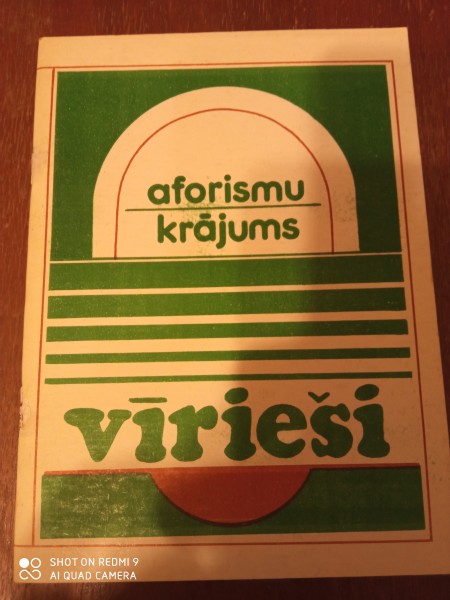 aforismu
krājums
vīrieši
SHOT ON REDMI 9
AI QUAD CAMERA